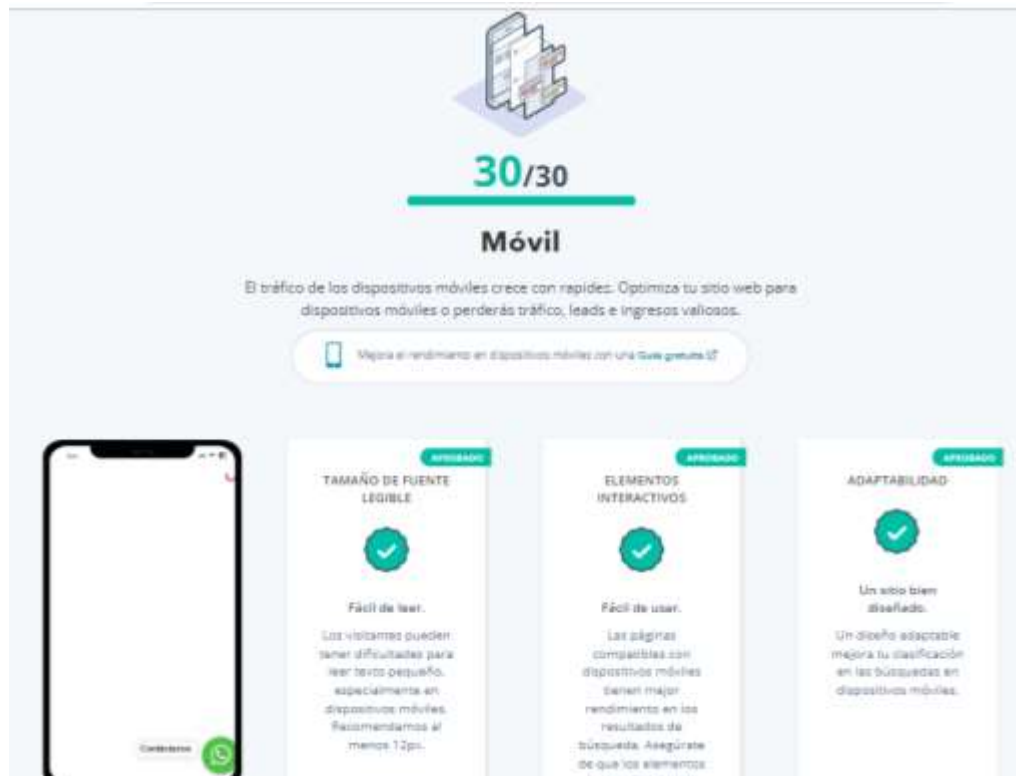 30/30
Móvil
El tráfico de los dispositivos móviles crece con rapidez. Optimiza tu sitio web para
dispositivos móviles o perderás tráfico, leads e ingresos valiosos.
Mejora el rendimiento en dispositivos móviles con una Guía gratuita
APROBADO
TAMAÑO DE FUENTE
LEGIBLE
Fácil de leer.
Los visitantes pueden
tener dificultades para
leer texto pequeño,
especialmente en
dispositivos móviles.
Recomendamos al
menos 12px.
APROBADO
ELEMENTOS
INTERACTIVOS
Fácil de usar.
Las páginas
compatibles con
dispositivos móviles
tienen mejor
rendimiento en los
resultados de
búsqueda. Asegúrate
de que los elementos
APROBADO
ADAPTABILIDAD
Un sitio bien
diseñado.
Un diseño adaptable
mejora tu clasificación
en las búsquedas en
dispositivos móviles.